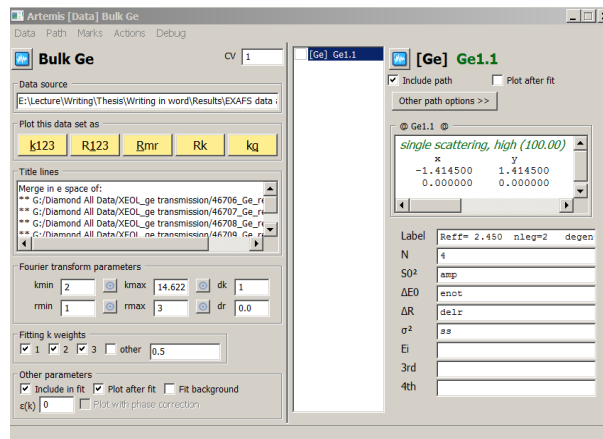 Artemis [Data] Bulk Ge
Data Path Marks Actions Debug
Bulk Ge CV 1
Data source
E:\Lecture\Writing\Thesis\Writing in word\Results\EXAFS data
Plot this data set as
k123 R123 Rmr Rk kq
Title lines
Merge in e space of:
** G:/Diamond All Data/XEOL_ge transmission/46706_Ge_re
** G:/Diamond All Data/XEOL_ge transmission/46707_Ge_re
** G:/Diamond All Data/XEOL_ge transmission/46708_Ge_re
** G:/Diamond All Data/XEOL_ge transmission/46709_Ge_re
Fourier transform parameters
kmin 2 kmax 14.622 dk 1
rmin 1 rmax 3 dr 0.0
Fitting k weights
1 2 3 other 0.5
Other parameters
Include in fit Plot after fit Fit background
ε(k) 0 Plot with phase correction
[Ge] Ge1.1
[Ge] Ge1.1
Include path Plot after fit
Other path options >>
@ Ge1.1 @
single scattering, high (100.00)
x y
-1.414500 1.414500
0.000000 0.000000
Label Reff= 2.450 nleg=2 degen
N 4
S0² amp
ΔE0 enot
ΔR delr
σ² ss
Ei
3rd
4th